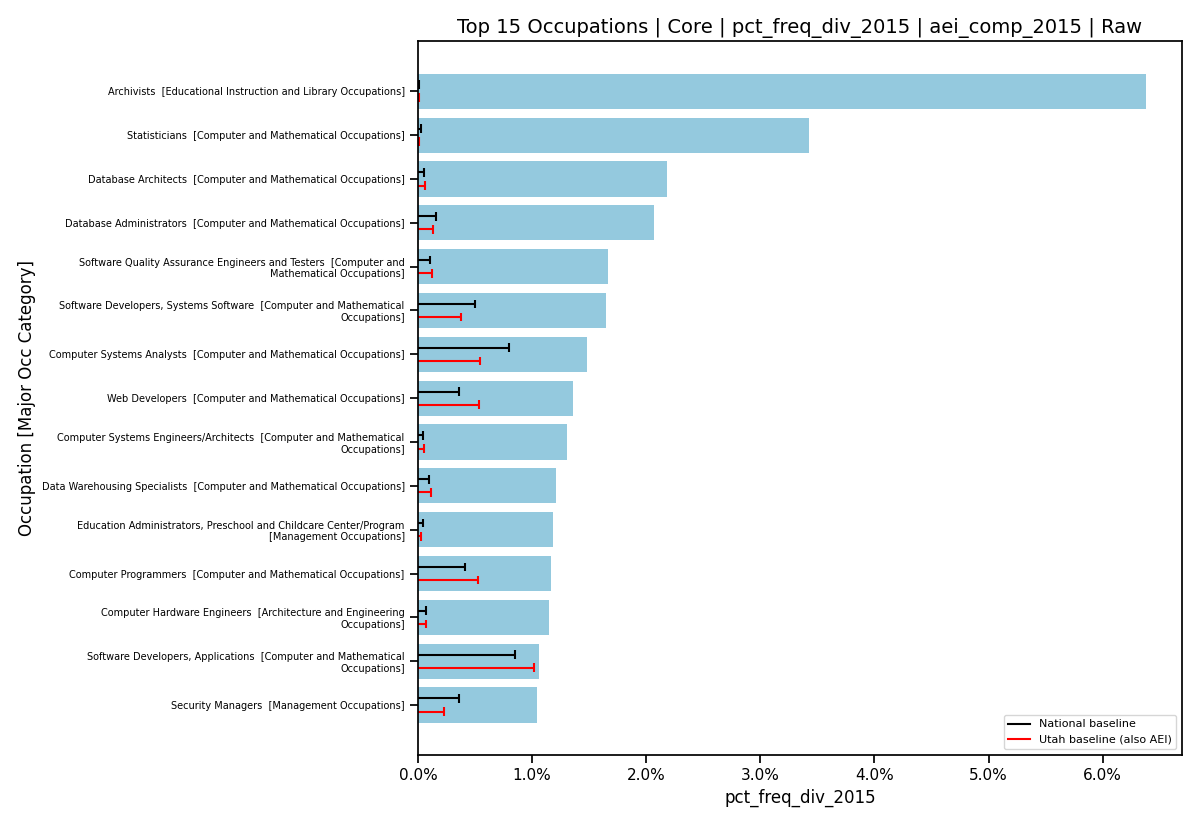 Top 15 Occupations | Core | pct_freq_div_2015 | aei_comp_2015 | Raw
Occupation [Major Occ Category]
Archivists [Educational Instruction and Library Occupations]
Statisticians [Computer and Mathematical Occupations]
Database Architects [Computer and Mathematical Occupations]
Database Administrators [Computer and Mathematical Occupations]
Software Quality Assurance Engineers and Testers [Computer and
Mathematical Occupations]
Software Developers, Systems Software [Computer and Mathematical
Occupations]
Computer Systems Analysts [Computer and Mathematical Occupations]
Web Developers [Computer and Mathematical Occupations]
Computer Systems Engineers/Architects [Computer and Mathematical
Occupations]
Data Warehousing Specialists [Computer and Mathematical Occupations]
Education Administrators, Preschool and Childcare Center/Program
[Management Occupations]
Computer Programmers [Computer and Mathematical Occupations]
Computer Hardware Engineers [Architecture and Engineering
Occupations]
Software Developers, Applications [Computer and Mathematical
Occupations]
Security Managers [Management Occupations]
National baseline
Utah baseline (also AEI)
0.0% 1.0% 2.0% 3.0% 4.0% 5.0% 6.0%
pct_freq_div_2015